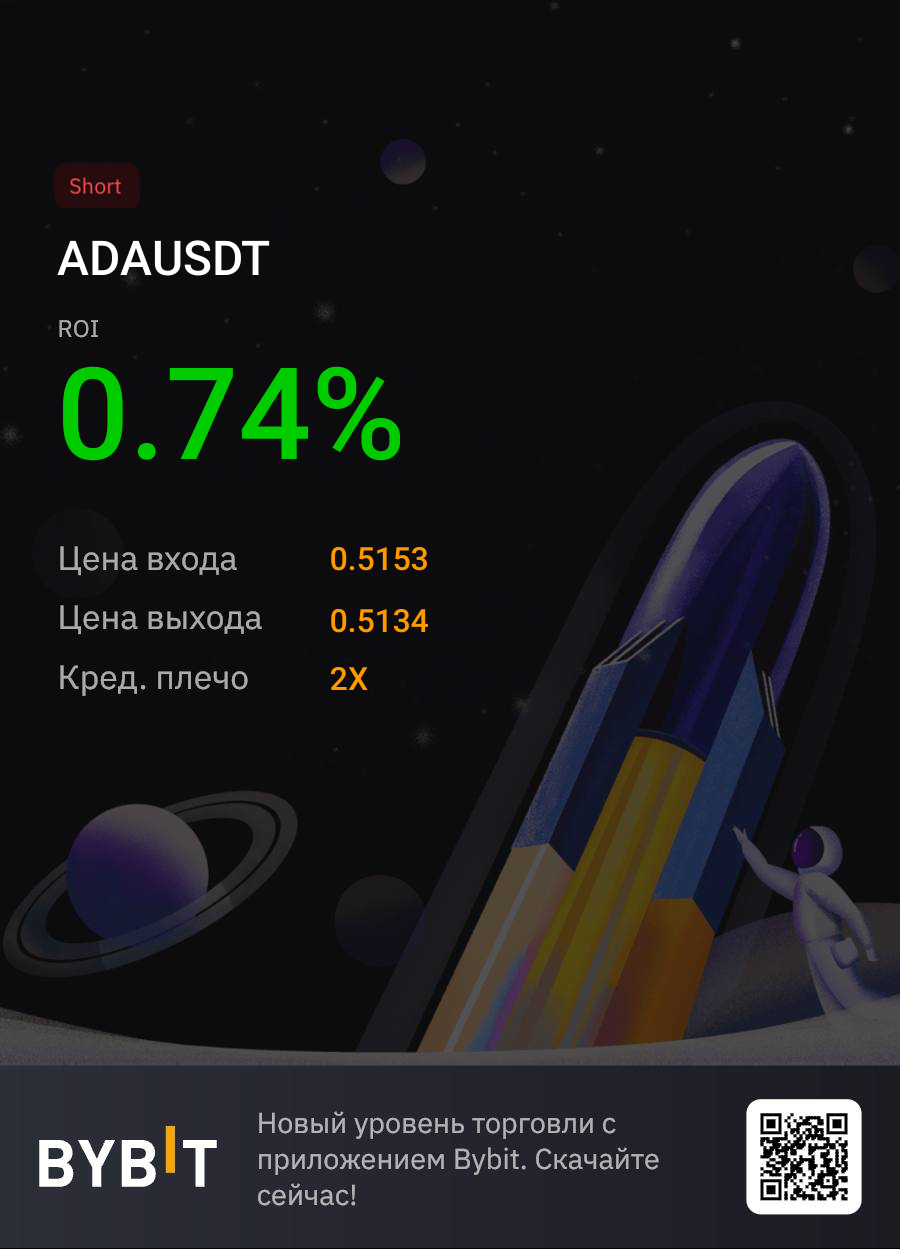 Short
ADAUSDT
ROI
0.74%
Цена входа 0.5153
Цена выхода 0.5134
Кред. плечо 2X
BYBIT
Новый уровень торговли с
приложением Bybit. Скачайте
сейчас!